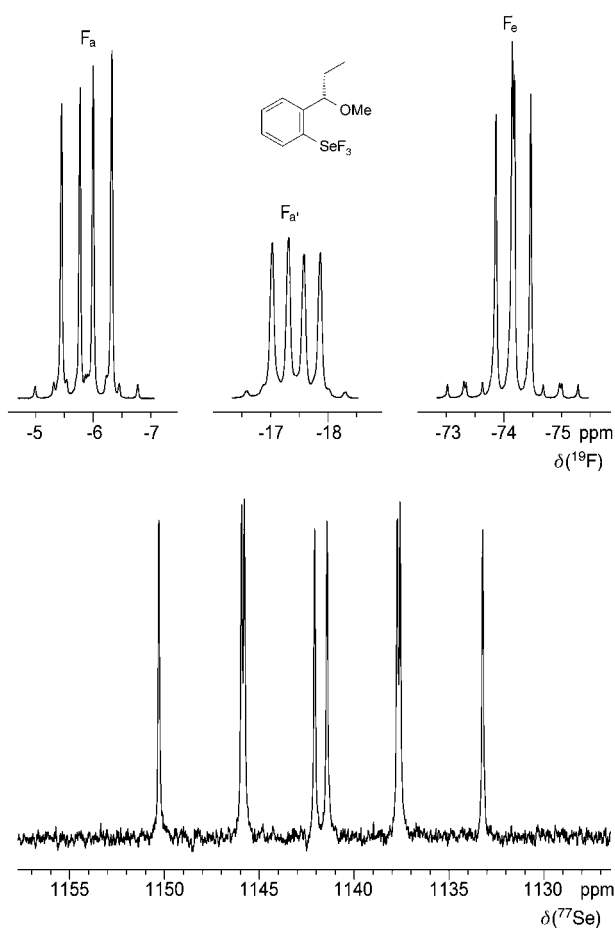 Fa
Fe
OMe
SeF3
Fa'
-5 -6 -7
-17 -18
-73 -74 -75 ppm
δ(19F)
1155 1150 1145 1140 1135 1130 ppm
δ(77Se)